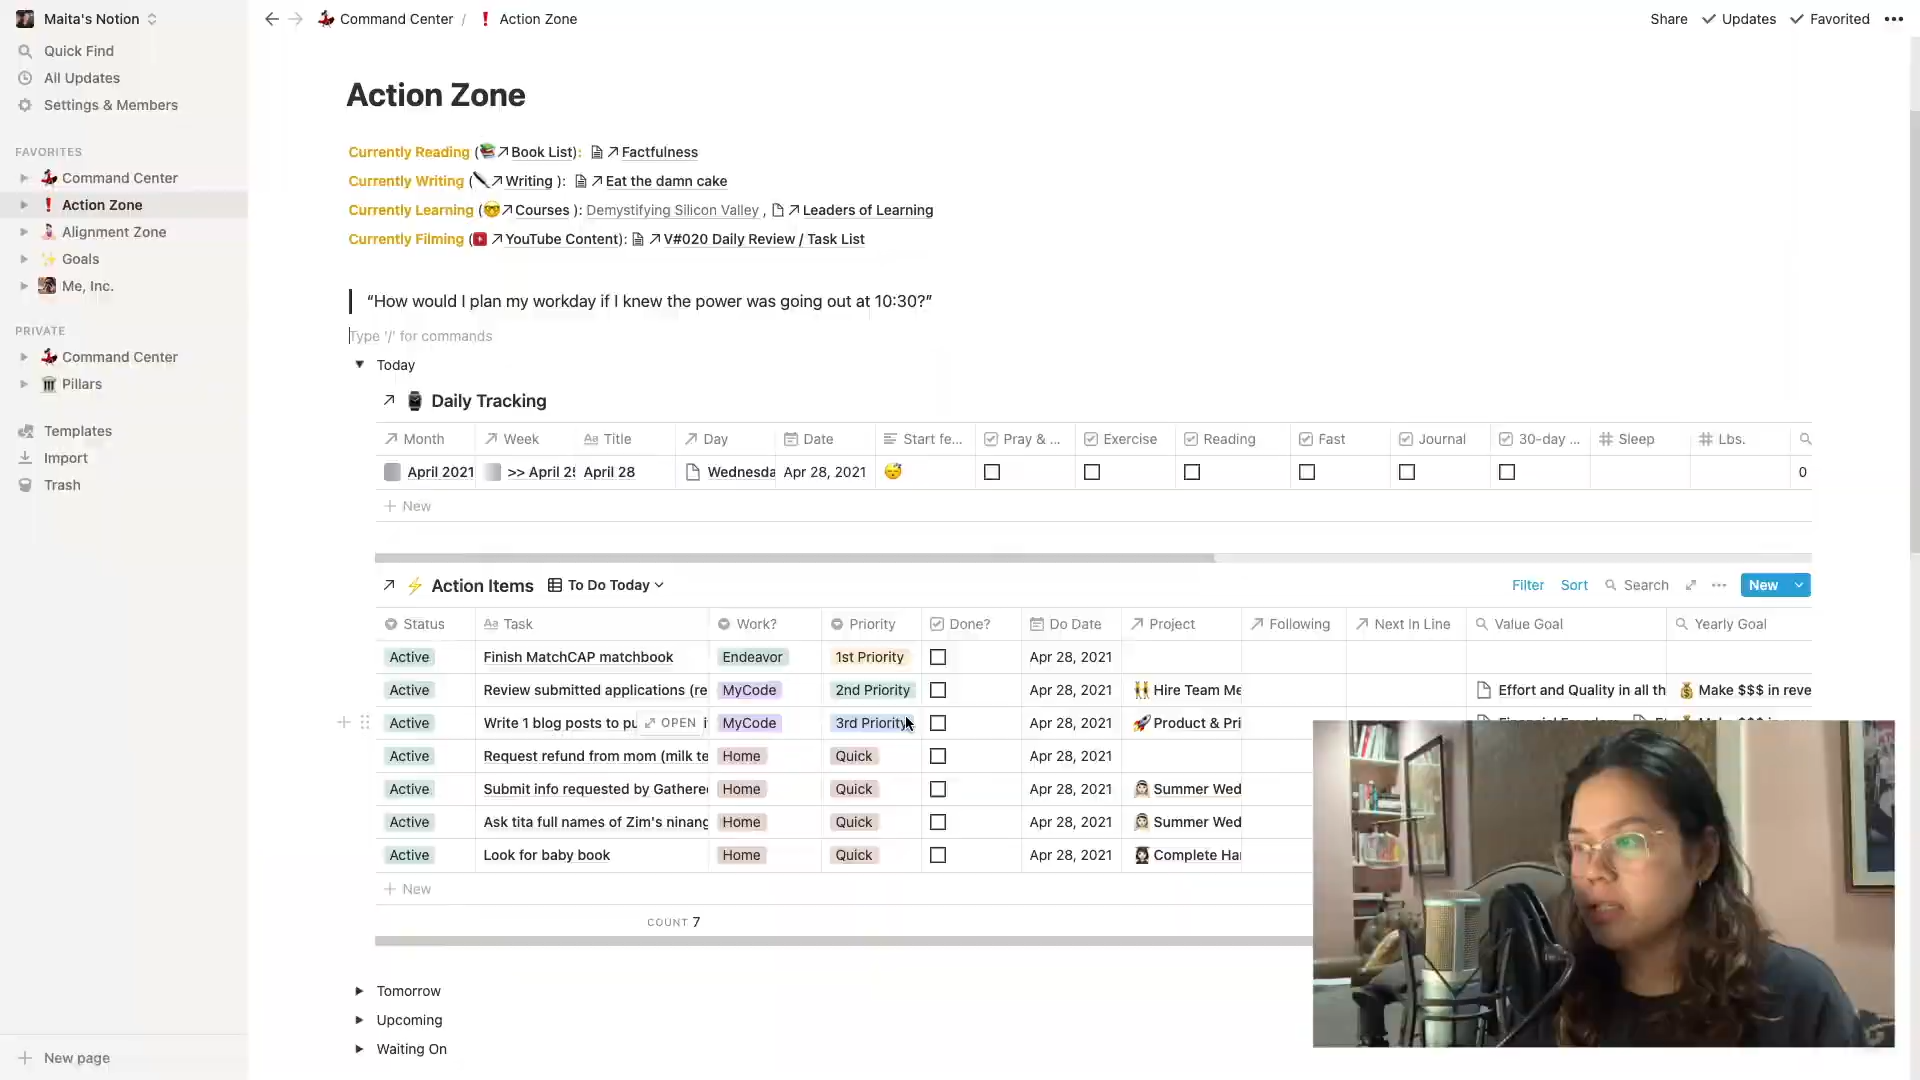 Maita's Notion
Command Center / Action Zone
Share Updates Favorited
Quick Find
All Updates
Settings & Members
FAVORITES
Command Center
Action Zone
Alignment Zone
Goals
Me, Inc.
PRIVATE
Command Center
Pillars
Templates
Import
Trash
New page
Action Zone
Currently Reading (Book List): Factfulness
Currently Writing (Writing ): Eat the damn cake
Currently Learning (Courses ): Demystifying Silicon Valley , Leaders of Learning
Currently Filming (YouTube Content): V#020 Daily Review / Task List
“How would I plan my workday if I knew the power was going out at 10:30?”
Type '/' for commands
Today
Daily Tracking
Month Week Aa Title Day Date Start fe... Pray & ... Exercise Reading Fast Journal 30-day ... # Sleep # Lbs.
April 2021 >> April 25 April 28 Wednesda Apr 28, 2021 0
+ New
Action Items To Do Today
Filter Sort Search ... New
Status Aa Task Work? Priority Done? Do Date Project Following Next In Line Value Goal Yearly Goal
Active Finish MatchCAP matchbook Endeavor 1st Priority Apr 28, 2021
Active Review submitted applications (re MyCode 2nd Priority Apr 28, 2021 Hire Team Me Effort and Quality in all th Make $$$ in reve
Active Write 1 blog posts to pu OPEN MyCode 3rd Priority Apr 28, 2021 Product & Pri
Active Request refund from mom (milk te Home Quick Apr 28, 2021
Active Submit info requested by Gathere Home Quick Apr 28, 2021 Summer Wed
Active Ask tita full names of Zim's ninang Home Quick Apr 28, 2021 Summer Wed
Active Look for baby book Home Quick Apr 28, 2021 Complete Ha
+ New
COUNT 7
Tomorrow
Upcoming
Waiting On